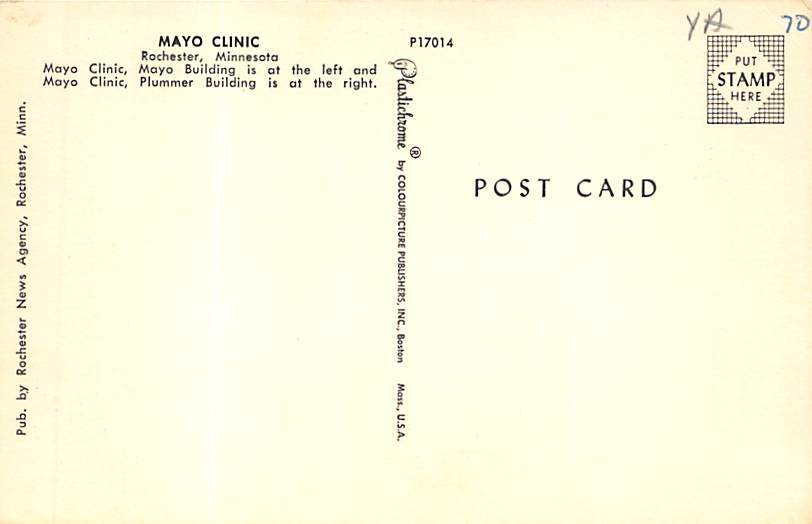 MAYO CLINIC
Rochester, Minnesota
Mayo Clinic, Mayo Building is at the left and
Mayo Clinic, Plummer Building is at the right.
P17014
YA
70
PUT
STAMP
HERE
POST CARD
Plastichrome ® by COLOURPICTURE PUBLISHERS, INC., Boston Mass., U.S.A.
Pub. by Rochester News Agency, Rochester, Minn.